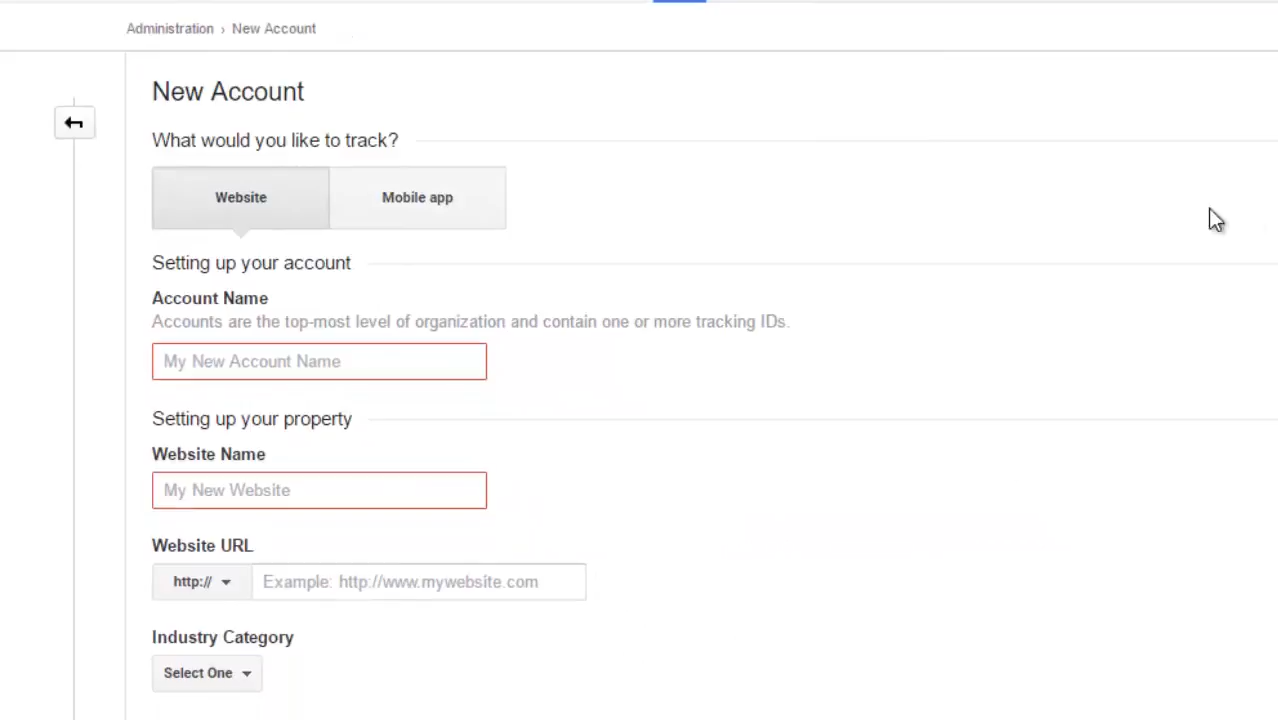 Administration › New Account
New Account
What would you like to track?
Website
Mobile app
Setting up your account
Account Name
Accounts are the top-most level of organization and contain one or more tracking IDs.
My New Account Name
Setting up your property
Website Name
My New Website
Website URL
http:// Example: http://www.mywebsite.com
Industry Category
Select One